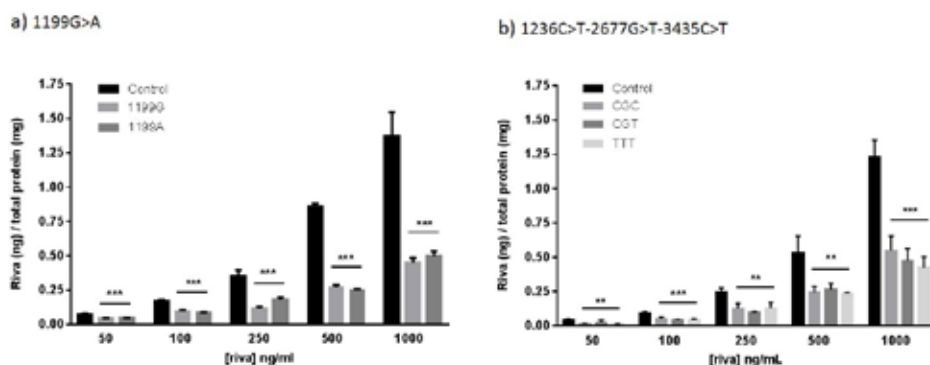 a) 1199G>A
b) 1236C>T-2677G>T-3435C>T
Riva (ng) / total protein (mg)
1.75
1.50
1.25
1.00
0.75
0.50
0.25
0.00
Control
1199G
1199A
***
***
***
***
***
50
100
250
500
1000
[riva] ng/ml
Riva (ng) / total protein (mg)
1.75
1.50
1.25
1.00
0.75
0.50
0.25
0.00
Control
CGC
CGT
TTT
**
***
**
**
***
50
100
250
500
1000
[riva] ng/mL